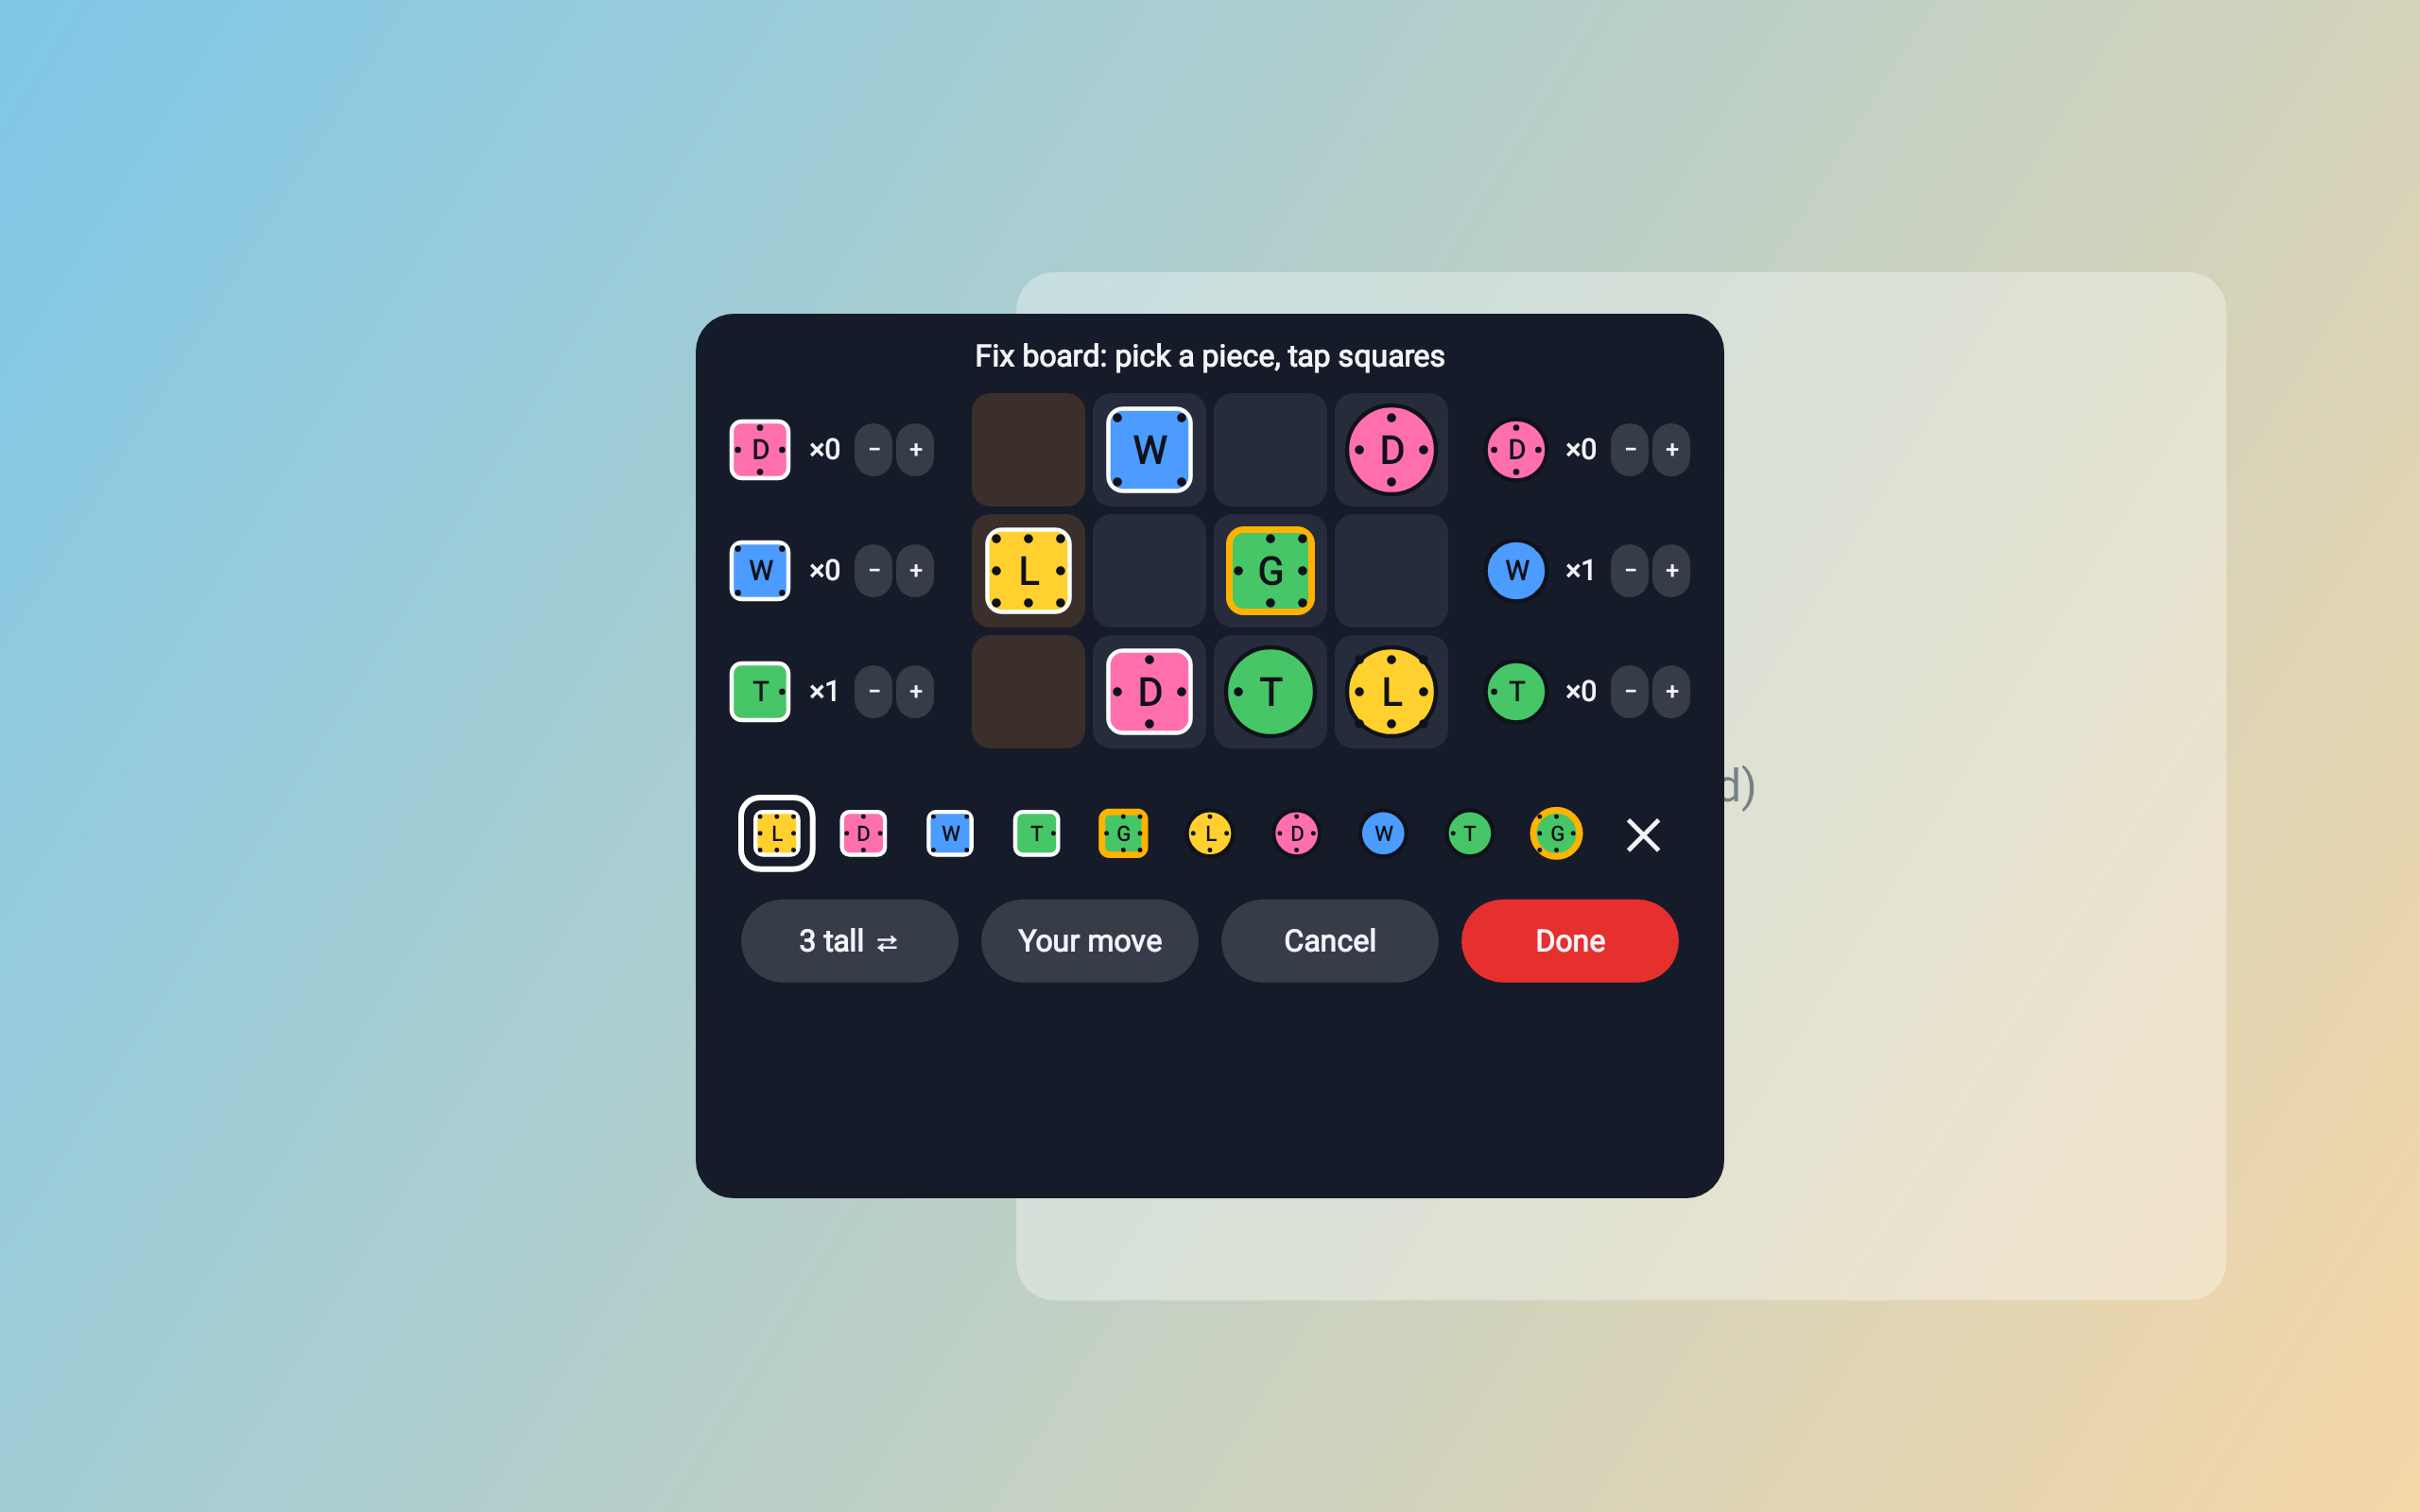 Fix board: pick a piece, tap squares
D ×0 − + W D D ×0 − +
W ×0 − + L G W ×1 − +
T ×1 − + D T L T ×0 − +
d)
L D W T G L D W T G ×
3 tall ⇄ Your move Cancel Done